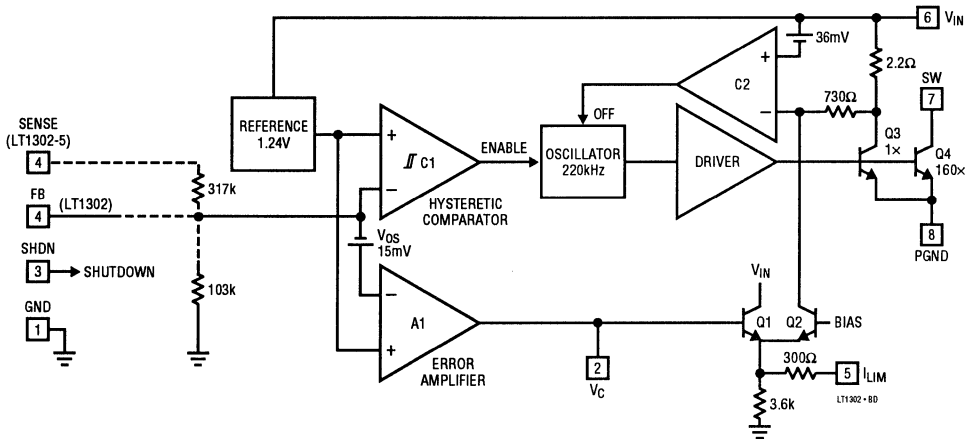 6 VIN
36mV
2.2Ω
C2
+
−
730Ω
SW
7
SENSE
(LT1302-5)
4
REFERENCE
1.24V
+
C1
−
ENABLE
HYSTERETIC
COMPARATOR
OFF
OSCILLATOR
220kHz
DRIVER
Q3
1×
Q4
160×
317k
FB
4
(LT1302)
VOS
15mV
8
PGND
SHDN
3
SHUTDOWN
103k
GND
1
−
A1
+
ERROR
AMPLIFIER
2
VC
VIN
Q1
Q2
BIAS
300Ω
5 ILIM
3.6k
LT1302 • BD